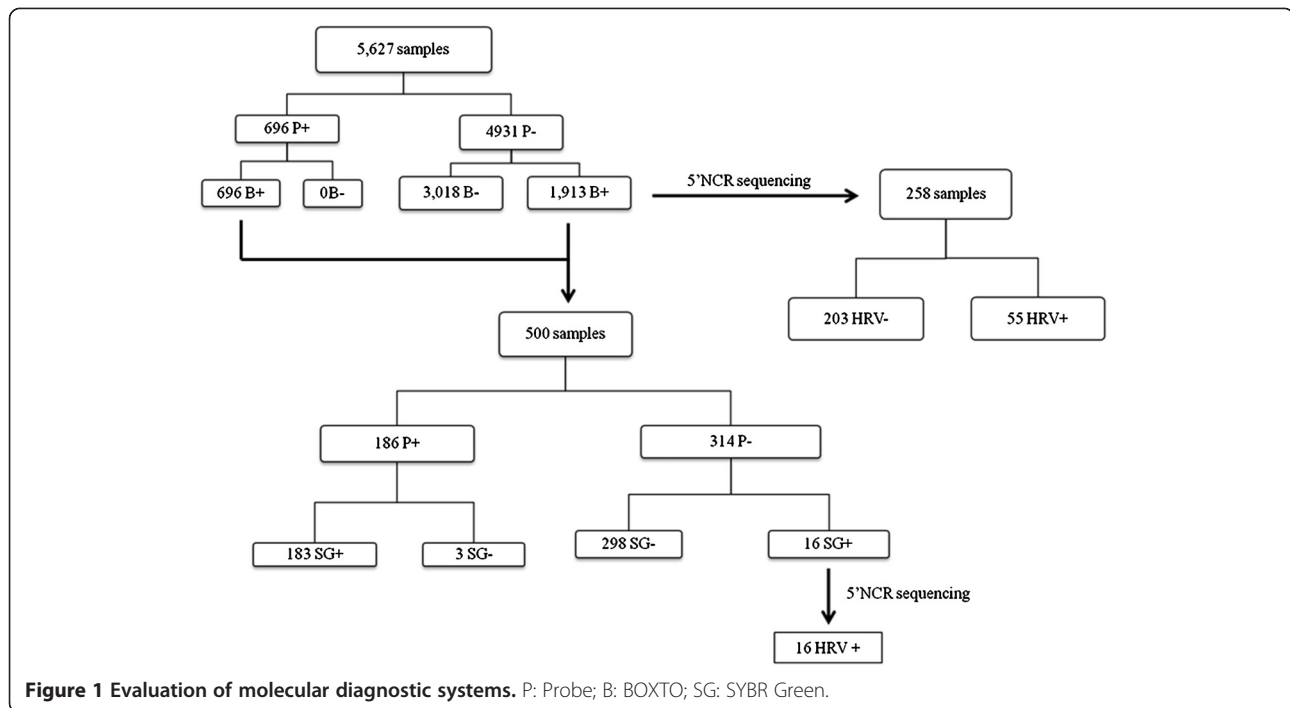 5,627 samples
696 P+
4931 P-
696 B+
0B-
3,018 B-
1,913 B+
5'NCR sequencing
258 samples
203 HRV-
55 HRV+
500 samples
186 P+
314 P-
183 SG+
3 SG-
298 SG-
16 SG+
5'NCR sequencing
16 HRV +
Figure 1 Evaluation of molecular diagnostic systems. P: Probe; B: BOXTO; SG: SYBR Green.